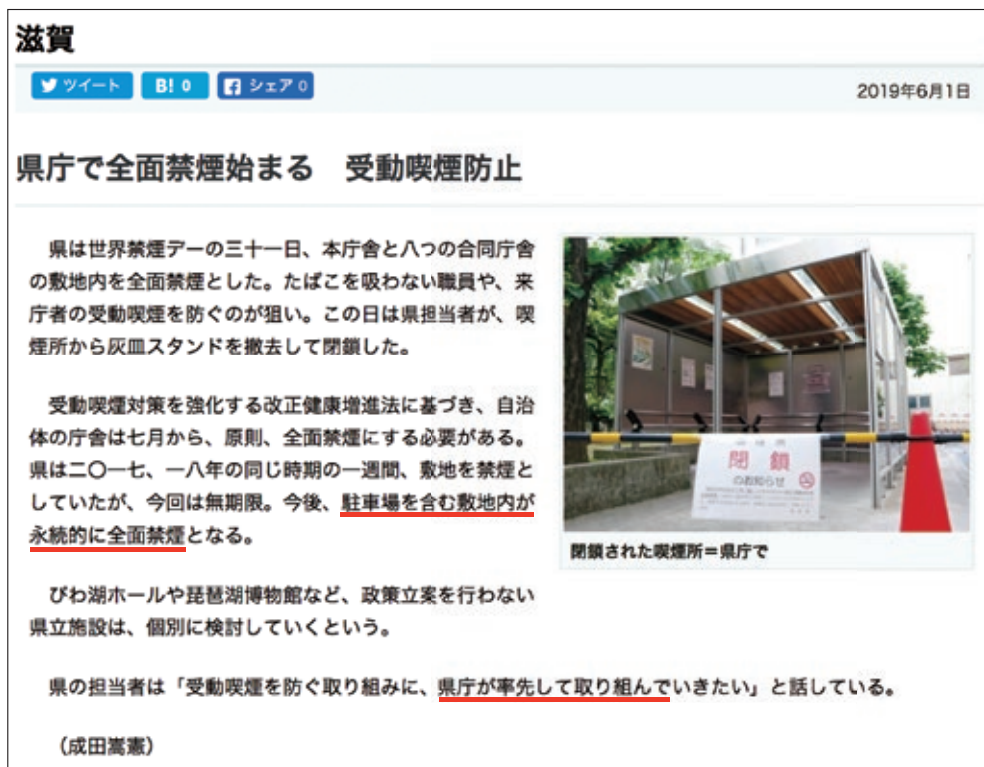 滋賀
ツイート B! 0 シェア 0
2019年6月1日
県庁で全面禁煙始まる　受動喫煙防止
県は世界禁煙デーの三十一日、本庁舎と八つの合同庁舎
の敷地内を全面禁煙とした。たばこを吸わない職員や、来
庁者の受動喫煙を防ぐのが狙い。この日は県担当者が、喫
煙所から灰皿スタンドを撤去して閉鎖した。
受動喫煙対策を強化する改正健康増進法に基づき、自治
体の庁舎は七月から、原則、全面禁煙にする必要がある。
県は二〇一七、一八年の同じ時期の一週間、敷地を禁煙と
していたが、今回は無期限。今後、駐車場を含む敷地内が
永続的に全面禁煙となる。
閉鎖
のお知らせ
閉鎖された喫煙所＝県庁で
びわ湖ホールや琵琶湖博物館など、政策立案を行わない
県立施設は、個別に検討していくという。
県の担当者は「受動喫煙を防ぐ取り組みに、県庁が率先して取り組んでいきたい」と話している。
（成田嵩憲）